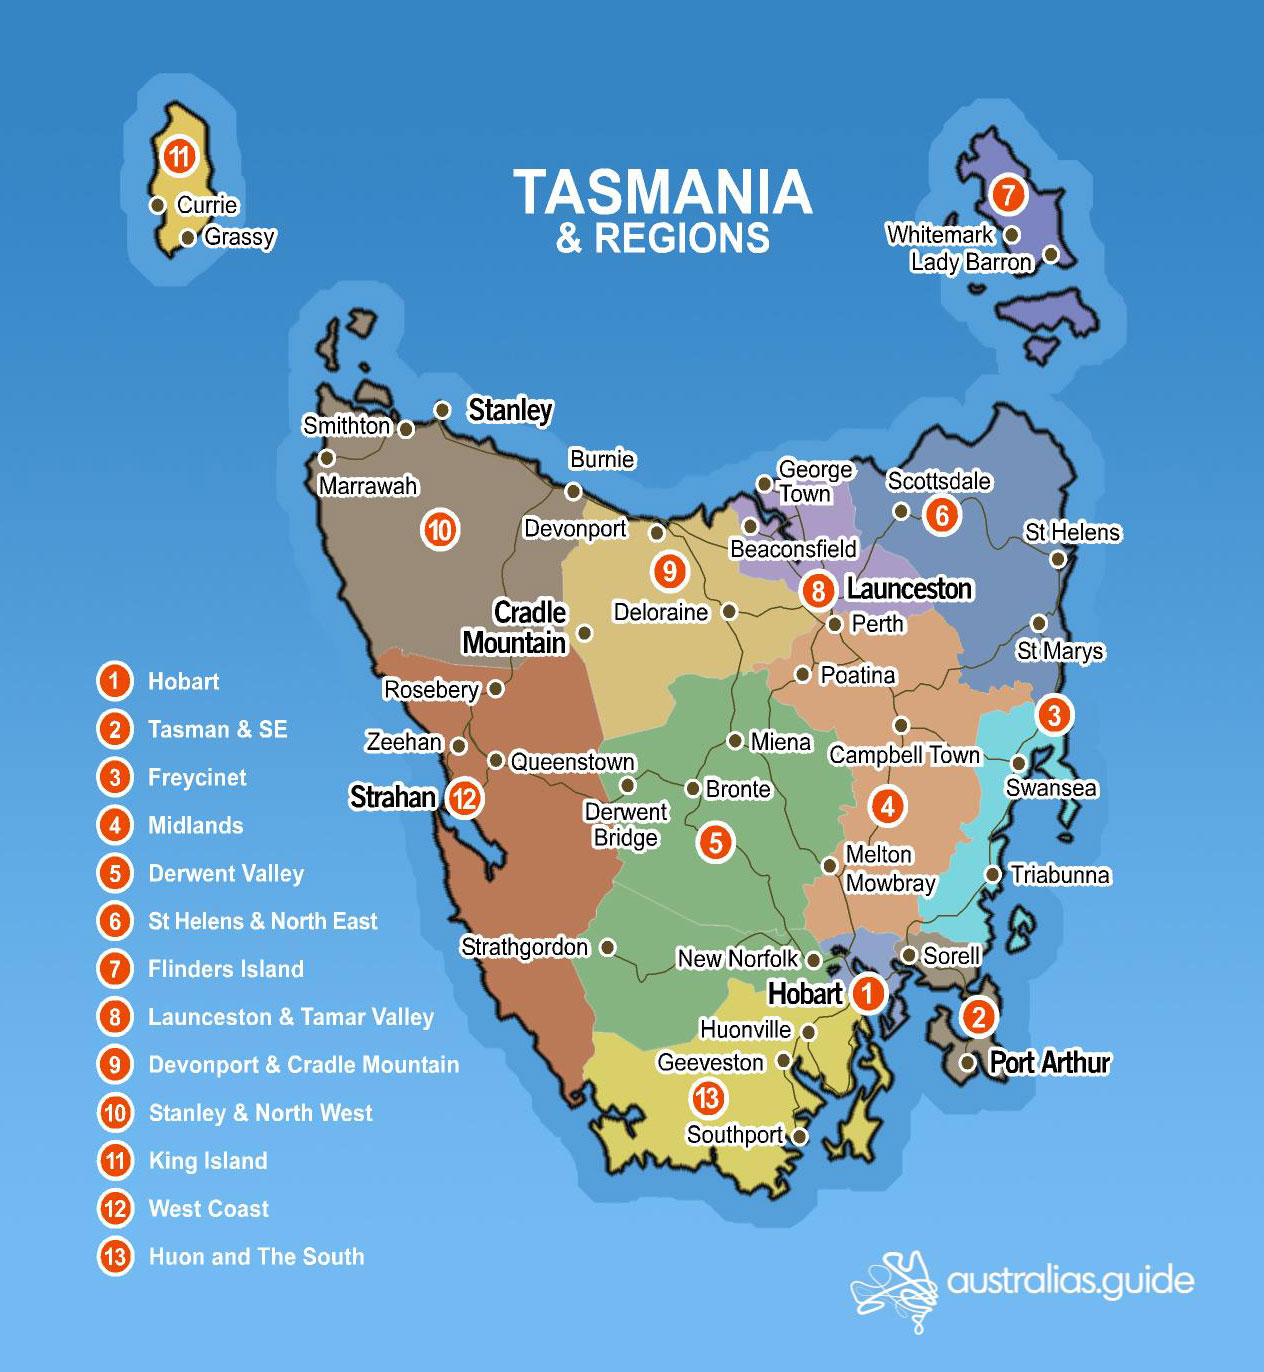 TASMANIA
& REGIONS
11
Currie
Grassy
7
Whitemark
Lady Barron
Stanley
Smithton
Marrawah
Burnie
10
Devonport
9
George
Town
Beaconsfield
Scottsdale
6
St Helens
8
Launceston
Cradle
Mountain
Deloraine
Perth
St Marys
Rosebery
Poatina
3
Zeehan
Queenstown
Miena
Campbell Town
Swansea
Strahan
12
Derwent
Bridge
Bronte
4
5
Melton
Mowbray
Triabunna
Strathgordon
New Norfolk
Sorell
Hobart
1
2
Huonville
Geeveston
Port Arthur
13
Southport
1 Hobart
2 Tasman & SE
3 Freycinet
4 Midlands
5 Derwent Valley
6 St Helens & North East
7 Flinders Island
8 Launceston & Tamar Valley
9 Devonport & Cradle Mountain
10 Stanley & North West
11 King Island
12 West Coast
13 Huon and The South
australias.guide